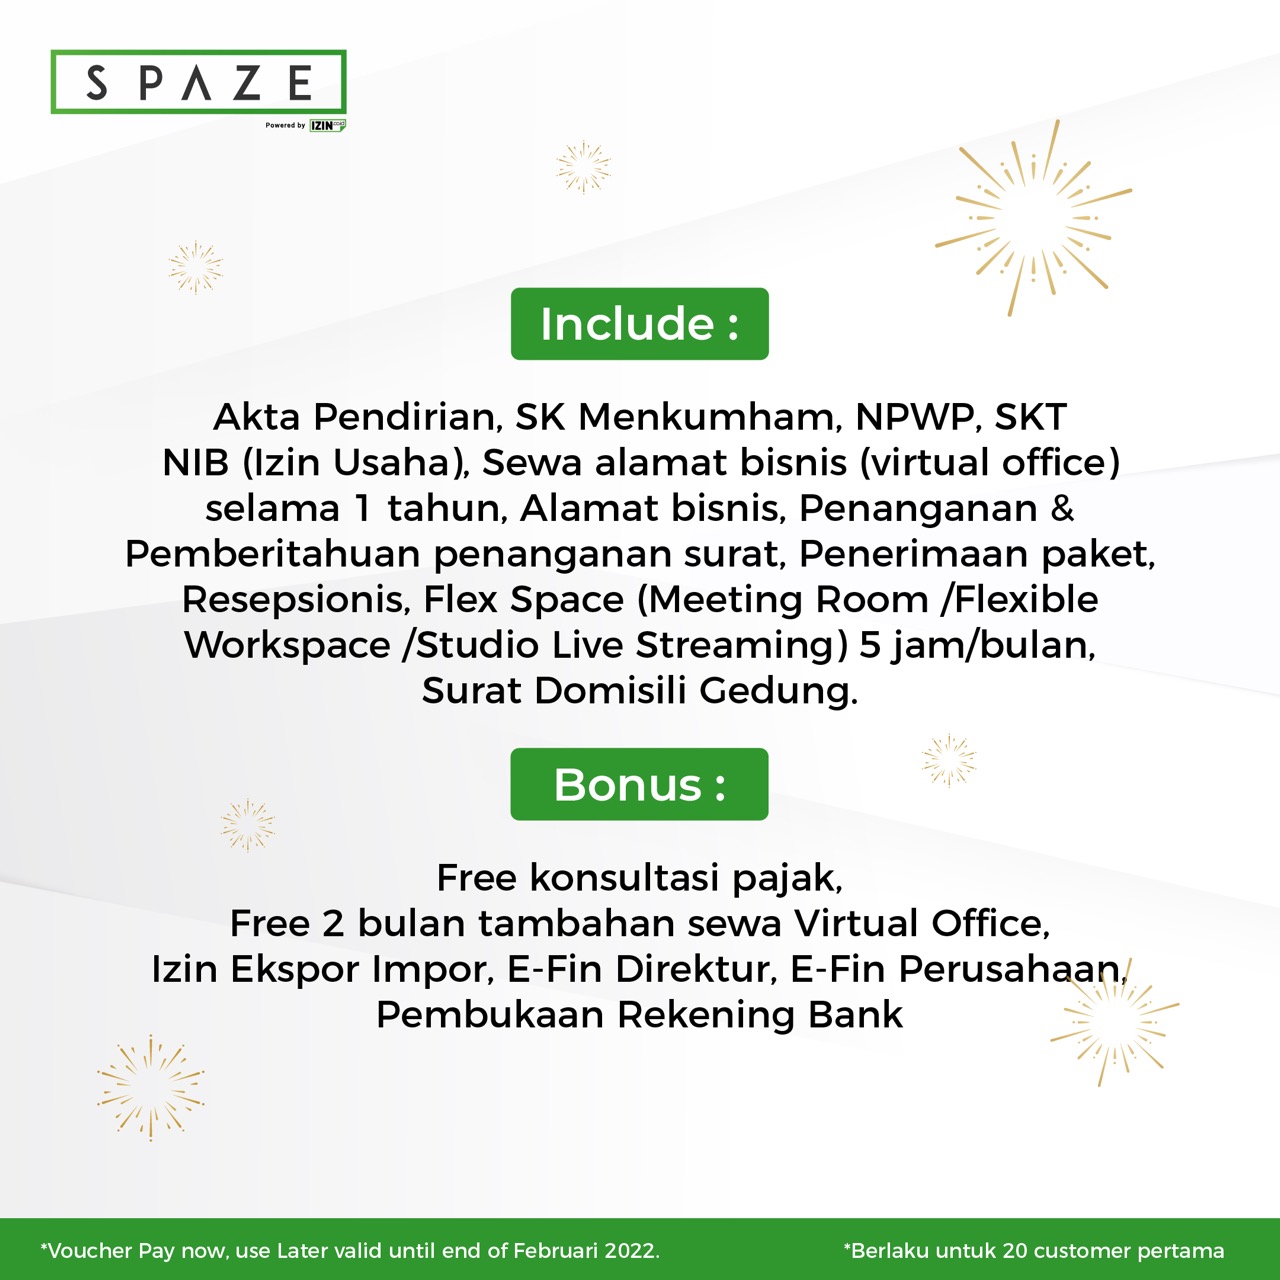 SPAZE
Powered by IZIN.co.id
Include :
Akta Pendirian, SK Menkumham, NPWP, SKT
NIB (Izin Usaha), Sewa alamat bisnis (virtual office)
selama 1 tahun, Alamat bisnis, Penanganan &
Pemberitahuan penanganan surat, Penerimaan paket,
Resepsionis, Flex Space (Meeting Room /Flexible
Workspace /Studio Live Streaming) 5 jam/bulan,
Surat Domisili Gedung.
Bonus :
Free konsultasi pajak,
Free 2 bulan tambahan sewa Virtual Office,
Izin Ekspor Impor, E-Fin Direktur, E-Fin Perusahaan,
Pembukaan Rekening Bank
*Voucher Pay now, use Later valid until end of Februari 2022.
*Berlaku untuk 20 customer pertama